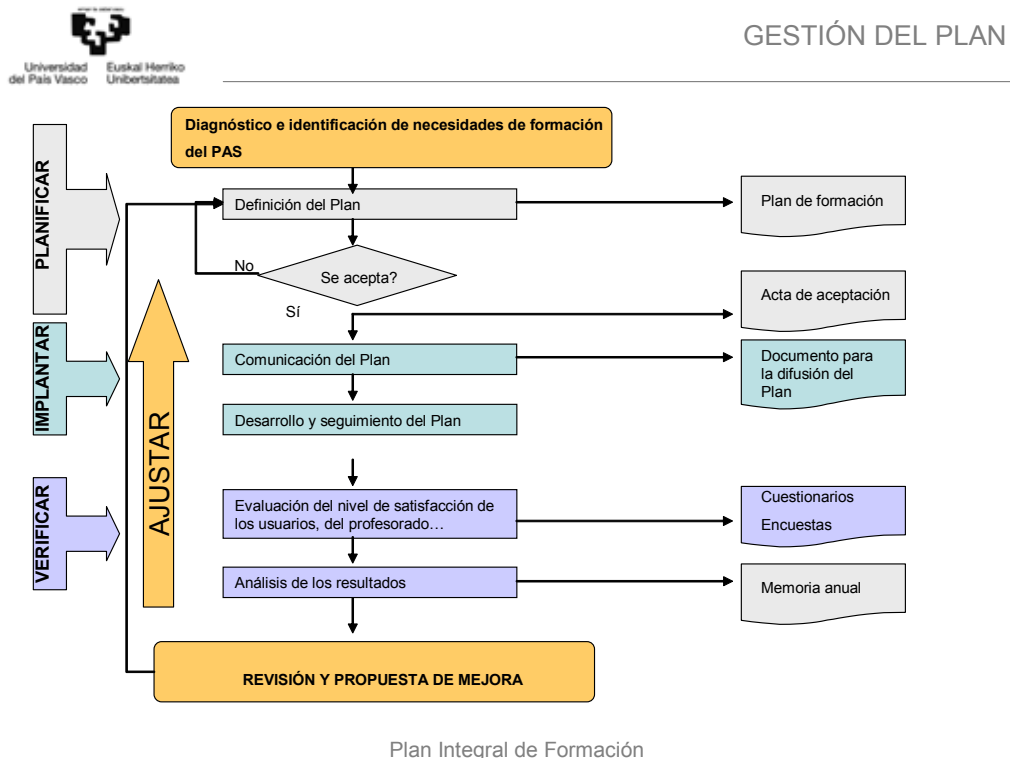 GESTIÓN DEL PLAN
Universidad Euskal Herriko
del País Vasco Unibertsitatea
Diagnóstico e identificación de necesidades de formación
del PAS
PLANIFICAR
Definición del Plan
Plan de formación
No
Se acepta?
Sí
Acta de aceptación
IMPLANTAR
AJUSTAR
Comunicación del Plan
Documento para
la difusión del
Plan
Desarrollo y seguimiento del Plan
VERIFICAR
Evaluación del nivel de satisfacción de
los usuarios, del profesorado…
Cuestionarios
Encuestas
Análisis de los resultados
Memoria anual
REVISIÓN Y PROPUESTA DE MEJORA
Plan Integral de Formación